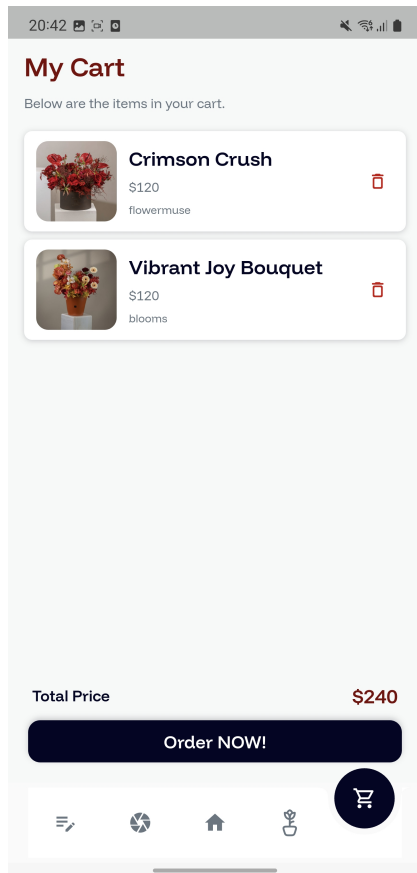 20:42
My Cart
Below are the items in your cart.
Crimson Crush
$120
flowermuse
Vibrant Joy Bouquet
$120
blooms
Total Price
$240
Order NOW!